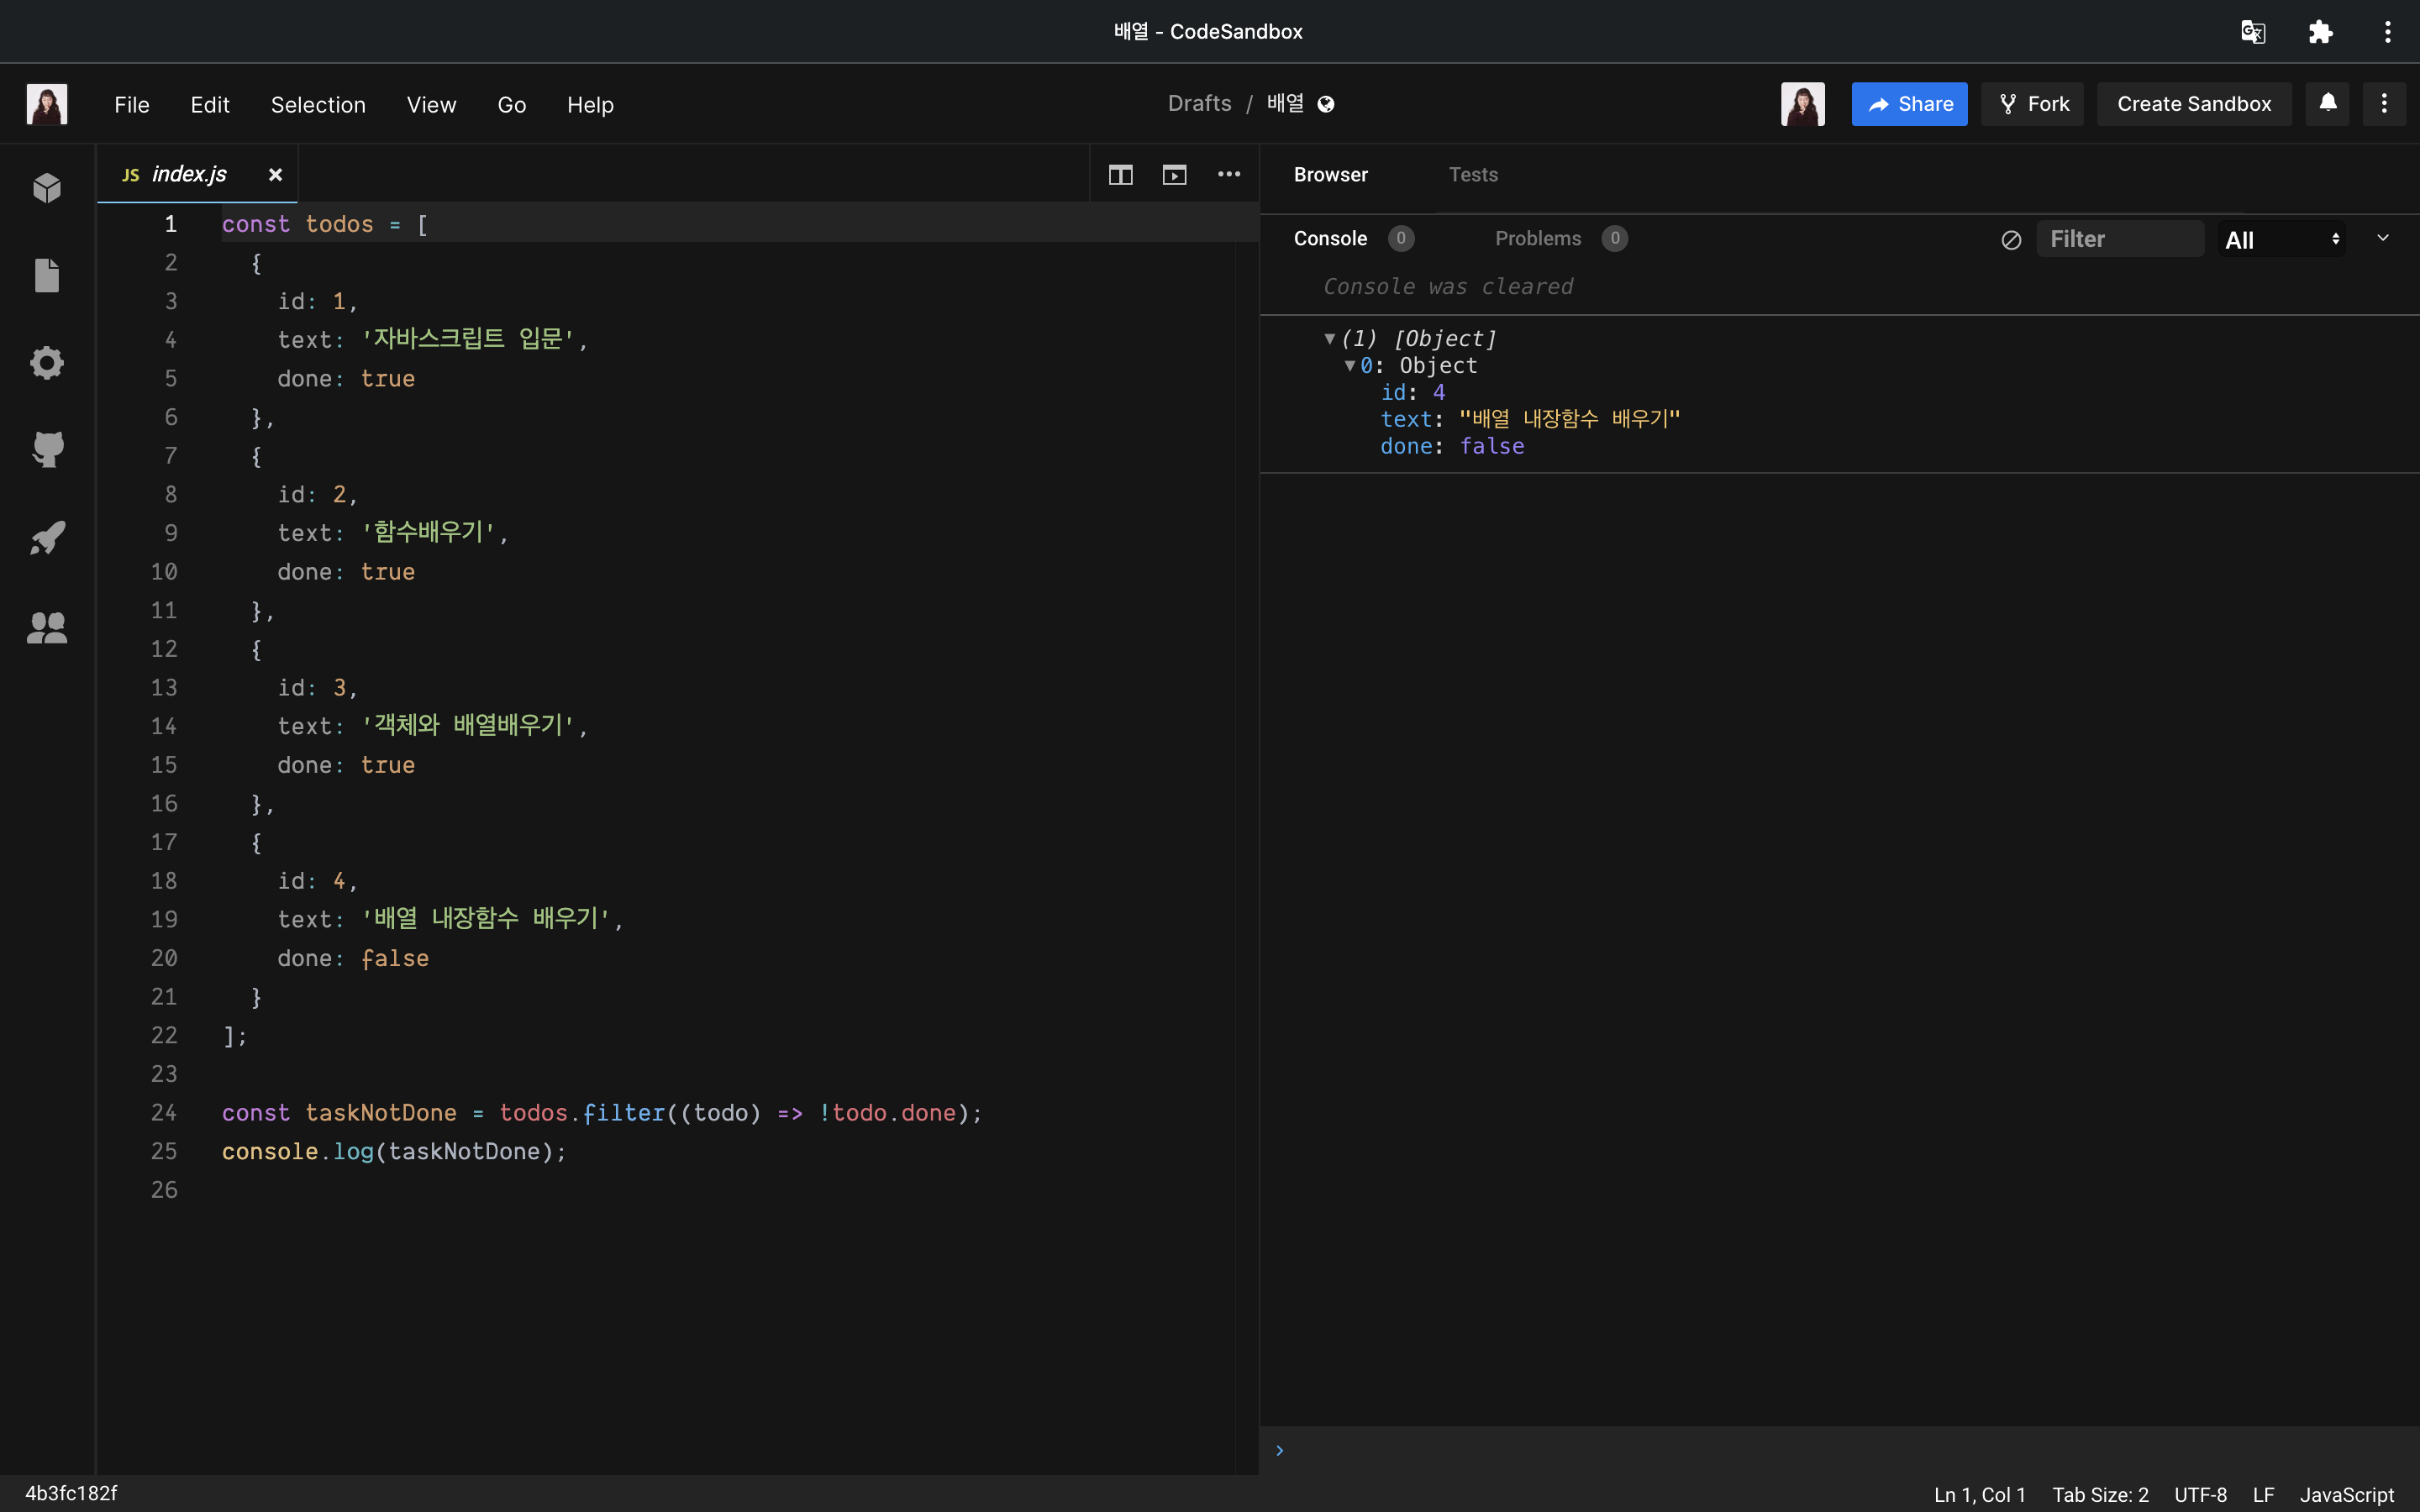 배열 - CodeSandbox
File Edit Selection View Go Help
Drafts / 배열
Share Fork Create Sandbox
JS index.js
Browser Tests
1 const todos = [
2 {
3 id: 1,
4 text: '자바스크립트 입문',
5 done: true
6 },
7 {
8 id: 2,
9 text: '함수배우기',
10 done: true
11 },
12 {
13 id: 3,
14 text: '객체와 배열배우기',
15 done: true
16 },
17 {
18 id: 4,
19 text: '배열 내장함수 배우기',
20 done: false
21 }
22 ];
23
24 const taskNotDone = todos.filter((todo) => !todo.done);
25 console.log(taskNotDone);
26
Console 0 Problems 0 Filter All
Console was cleared
(1) [Object]
0: Object
id: 4
text: "배열 내장함수 배우기"
done: false
4b3fc182f
Ln 1, Col 1 Tab Size: 2 UTF-8 LF JavaScript